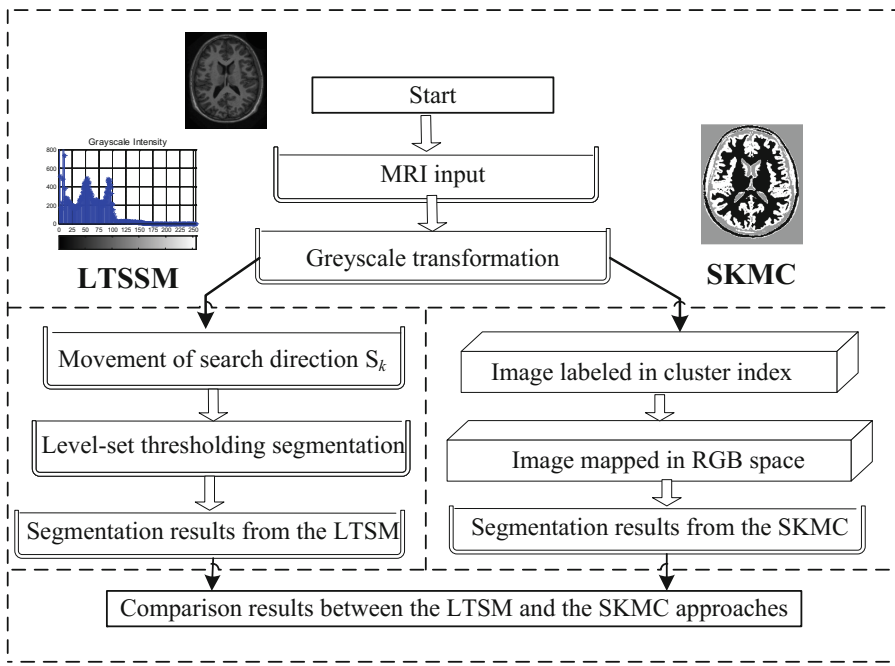 Start
Grayscale Intensity
800
600
400
200
0
0 25 50 75 100 125 150 175 200 225 250
MRI input
Greyscale transformation
LTSSM
SKMC
Movement of search direction Sk
Level-set thresholding segmentation
Segmentation results from the LTSM
Image labeled in cluster index
Image mapped in RGB space
Segmentation results from the SKMC
Comparison results between the LTSM and the SKMC approaches